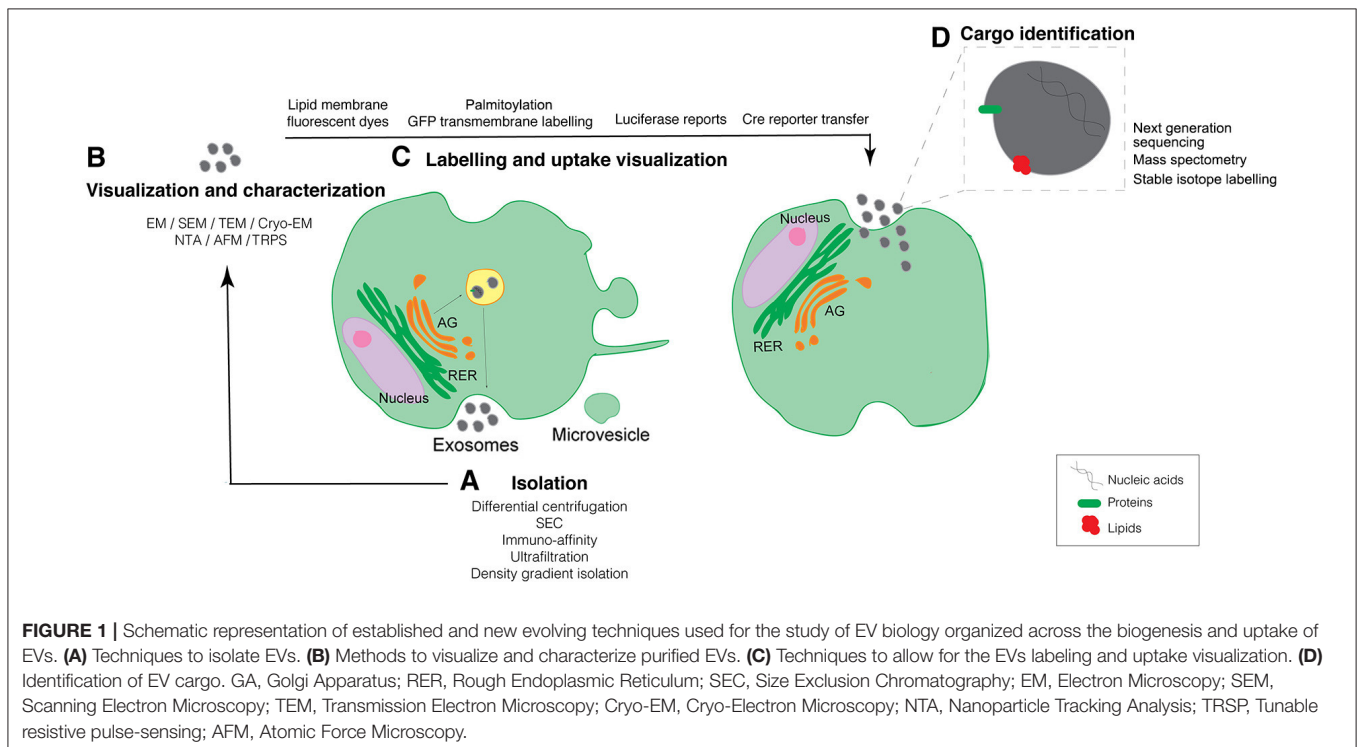 D Cargo identification
Lipid membrane
fluorescent dyes
Palmitoylation
GFP transmembrane labelling
Luciferase reports
Cre reporter transfer
Next generation
sequencing
Mass spectometry
Stable isotope labelling
B
Visualization and characterization
EM / SEM / TEM / Cryo-EM
NTA / AFM /TRPS
C Labelling and uptake visualization
AG
RER
Nucleus
Exosomes
Microvesicle
Nucleus
AG
RER
A Isolation
Differential centrifugation
SEC
Immuno-affinity
Ultrafiltration
Density gradient isolation
Nucleic acids
Proteins
Lipids
FIGURE 1 | Schematic representation of established and new evolving techniques used for the study of EV biology organized across the biogenesis and uptake of
EVs. (A) Techniques to isolate EVs. (B) Methods to visualize and characterize purified EVs. (C) Techniques to allow for the EVs labeling and uptake visualization. (D)
Identification of EV cargo. GA, Golgi Apparatus; RER, Rough Endoplasmic Reticulum; SEC, Size Exclusion Chromatography; EM, Electron Microscopy; SEM,
Scanning Electron Microscopy; TEM, Transmission Electron Microscopy; Cryo-EM, Cryo-Electron Microscopy; NTA, Nanoparticle Tracking Analysis; TRSP, Tunable
resistive pulse-sensing; AFM, Atomic Force Microscopy.